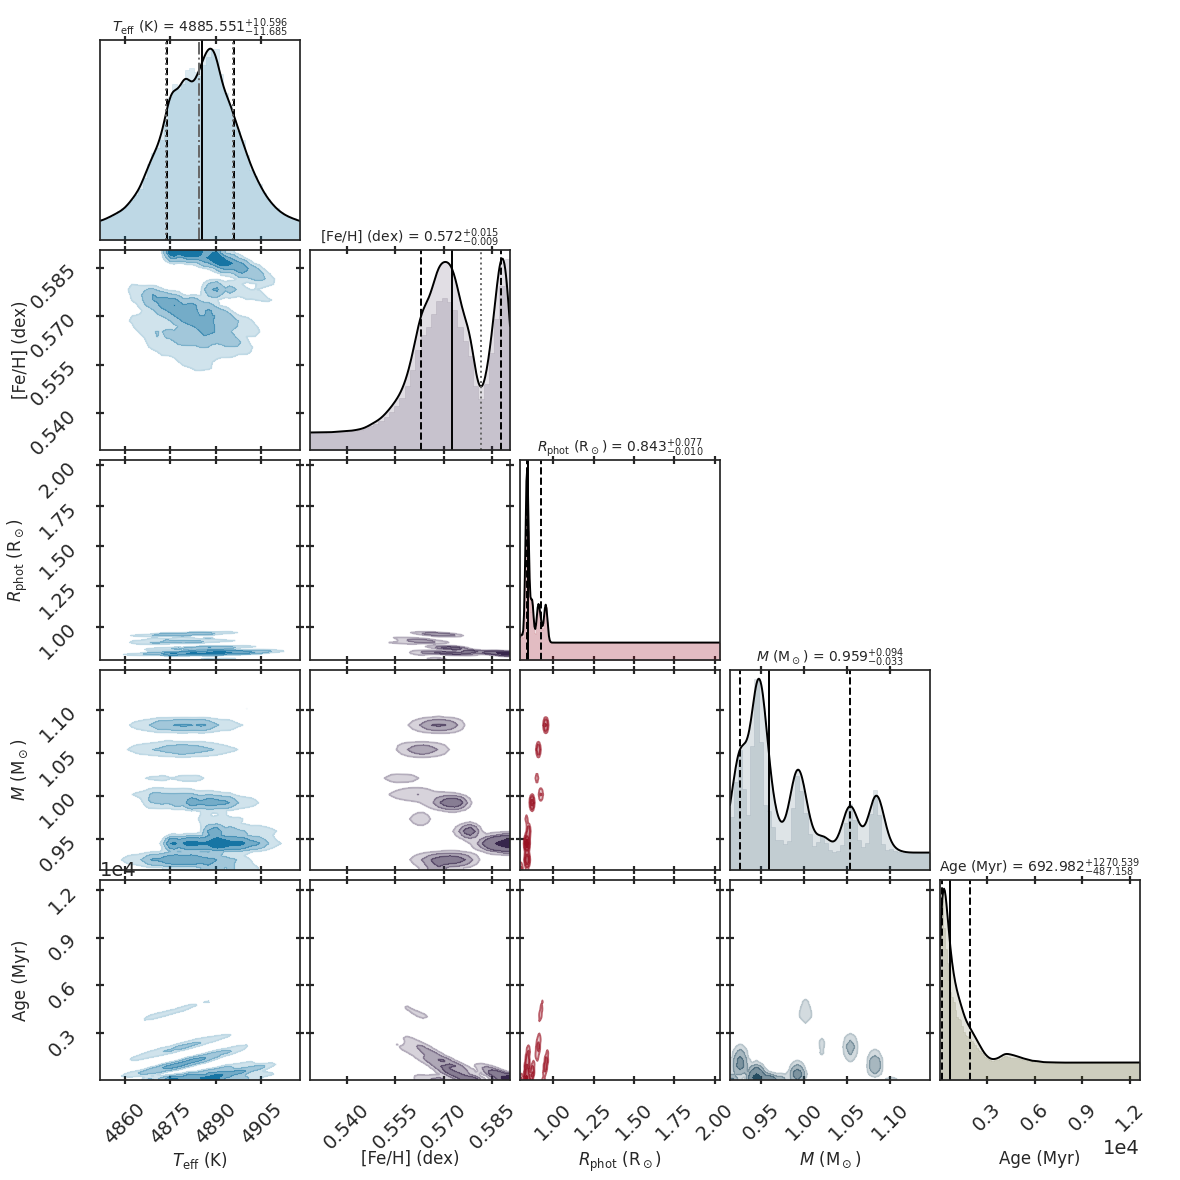 T_eff (K) = 4885.551 +10.596 −11.685
[Fe/H] (dex) = 0.572 +0.015 −0.009
[Fe/H] (dex)
0.585
0.570
0.555
0.540
R_phot (R⊙) = 0.843 +0.077 −0.010
R_phot (R⊙)
2.00
1.75
1.50
1.25
1.00
M (M⊙) = 0.959 +0.094 −0.033
M (M⊙)
1.10
1.05
1.00
0.95
1e4
Age (Myr) = 692.982 +1270.539 −487.158
Age (Myr)
1.2
0.9
0.6
0.3
4860 4875 4890 4905 0.540 0.555 0.570 0.585 1.00 1.25 1.50 1.75 2.00 0.95 1.00 1.05 1.10 0.3 0.6 0.9 1.2
1e4
T_eff (K) [Fe/H] (dex) R_phot (R⊙) M (M⊙) Age (Myr)